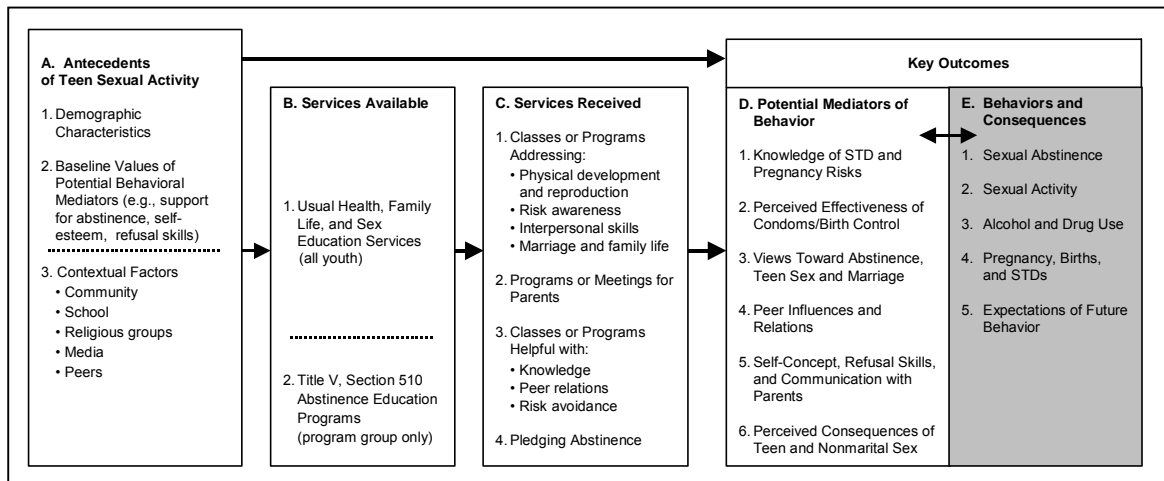 A. Antecedents
of Teen Sexual Activity
1. Demographic
Characteristics
2. Baseline Values of
Potential Behavioral
Mediators (e.g., support
for abstinence, self-
esteem, refusal skills)
3. Contextual Factors
• Community
• School
• Religious groups
• Media
• Peers
B. Services Available
1. Usual Health, Family
Life, and Sex
Education Services
(all youth)
2. Title V, Section 510
Abstinence Education
Programs
(program group only)
C. Services Received
1. Classes or Programs
Addressing:
• Physical development
and reproduction
• Risk awareness
• Interpersonal skills
• Marriage and family life
2. Programs or Meetings for
Parents
3. Classes or Programs
Helpful with:
• Knowledge
• Peer relations
• Risk avoidance
4. Pledging Abstinence
Key Outcomes
D. Potential Mediators of
Behavior
1. Knowledge of STD and
Pregnancy Risks
2. Perceived Effectiveness of
Condoms/Birth Control
3. Views Toward Abstinence,
Teen Sex and Marriage
4. Peer Influences and
Relations
5. Self-Concept, Refusal Skills,
and Communication with
Parents
6. Perceived Consequences of
Teen and Nonmarital Sex
E. Behaviors and
Consequences
1. Sexual Abstinence
2. Sexual Activity
3. Alcohol and Drug Use
4. Pregnancy, Births,
and STDs
5. Expectations of Future
Behavior